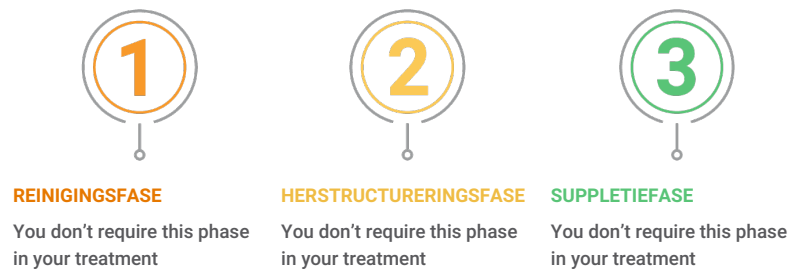 1
2
3
REINIGINGSFASE
You don’t require this phase
in your treatment
HERSTRUCTURERINGSFASE
You don’t require this phase
in your treatment
SUPPLETIEFASE
You don’t require this phase
in your treatment